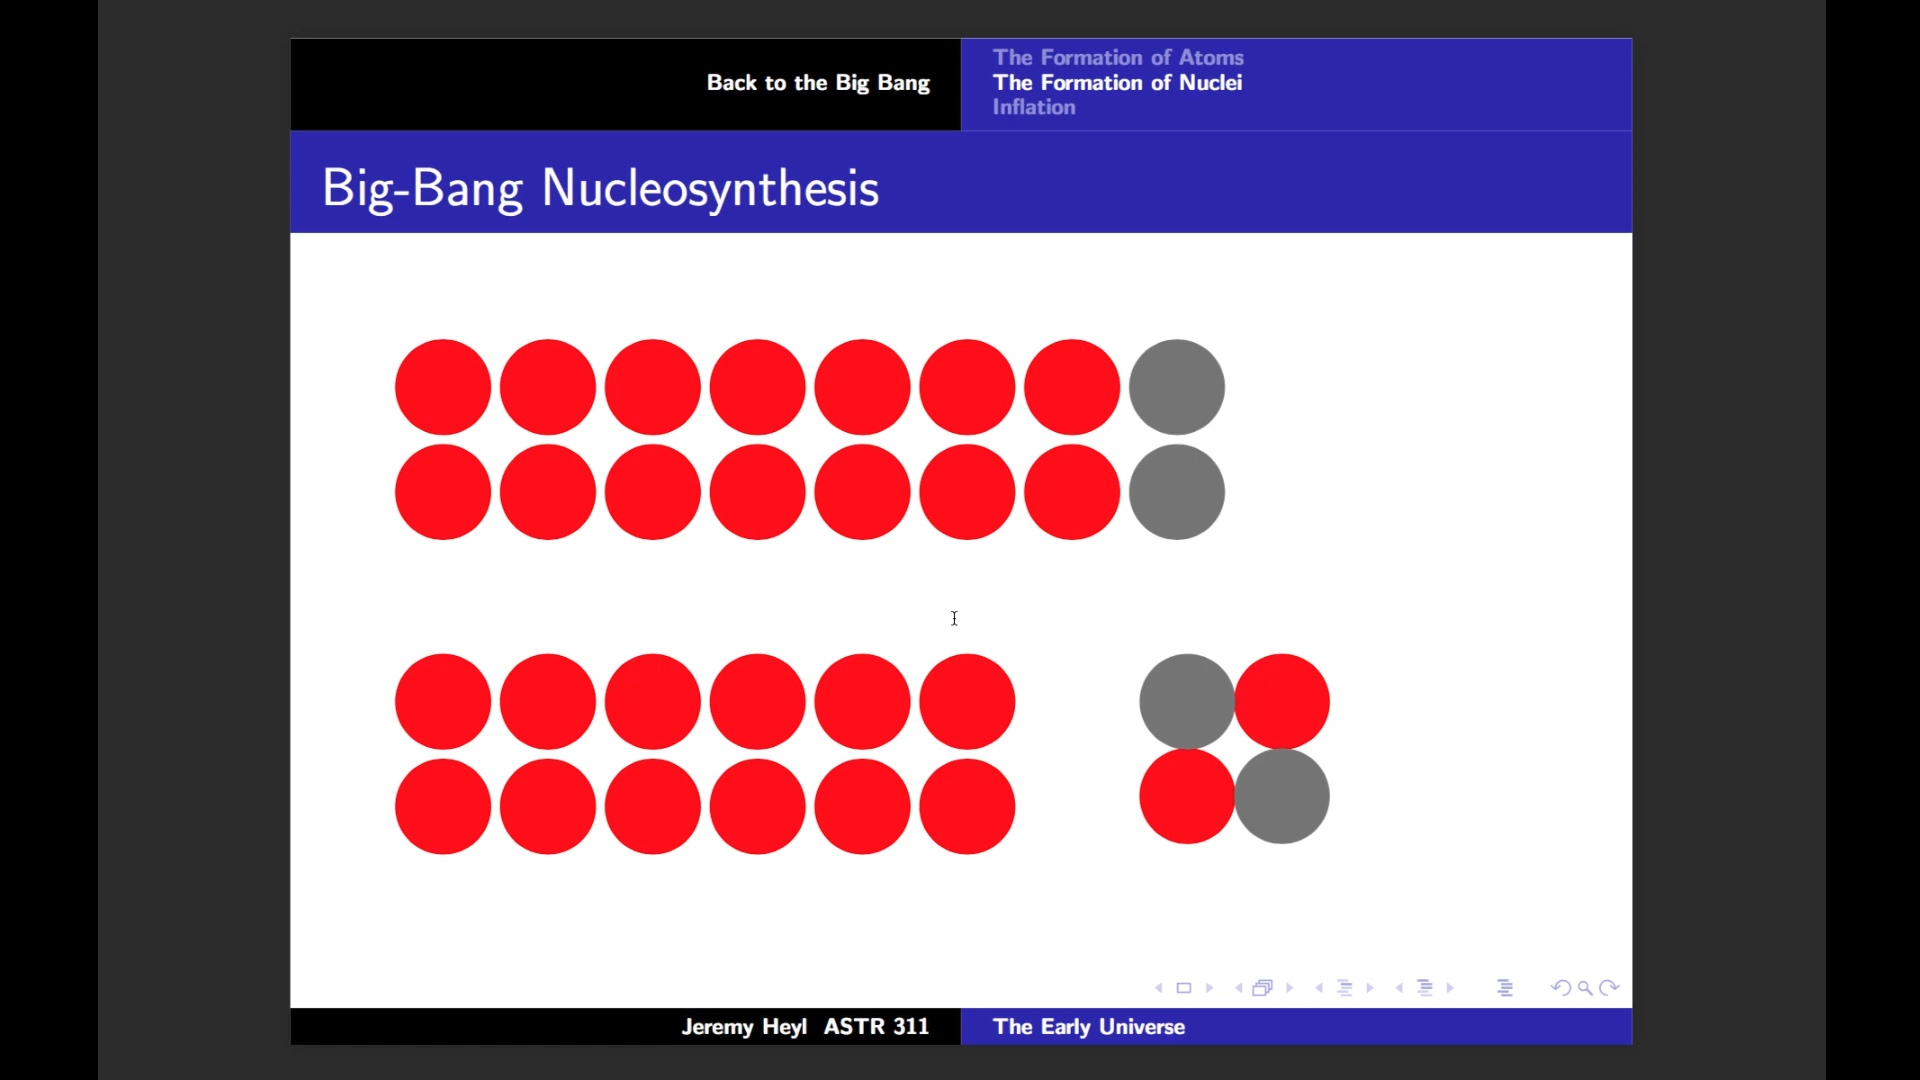 Back to the Big Bang
The Formation of Atoms
The Formation of Nuclei
Inflation
Big-Bang Nucleosynthesis
Jeremy Heyl ASTR 311
The Early Universe